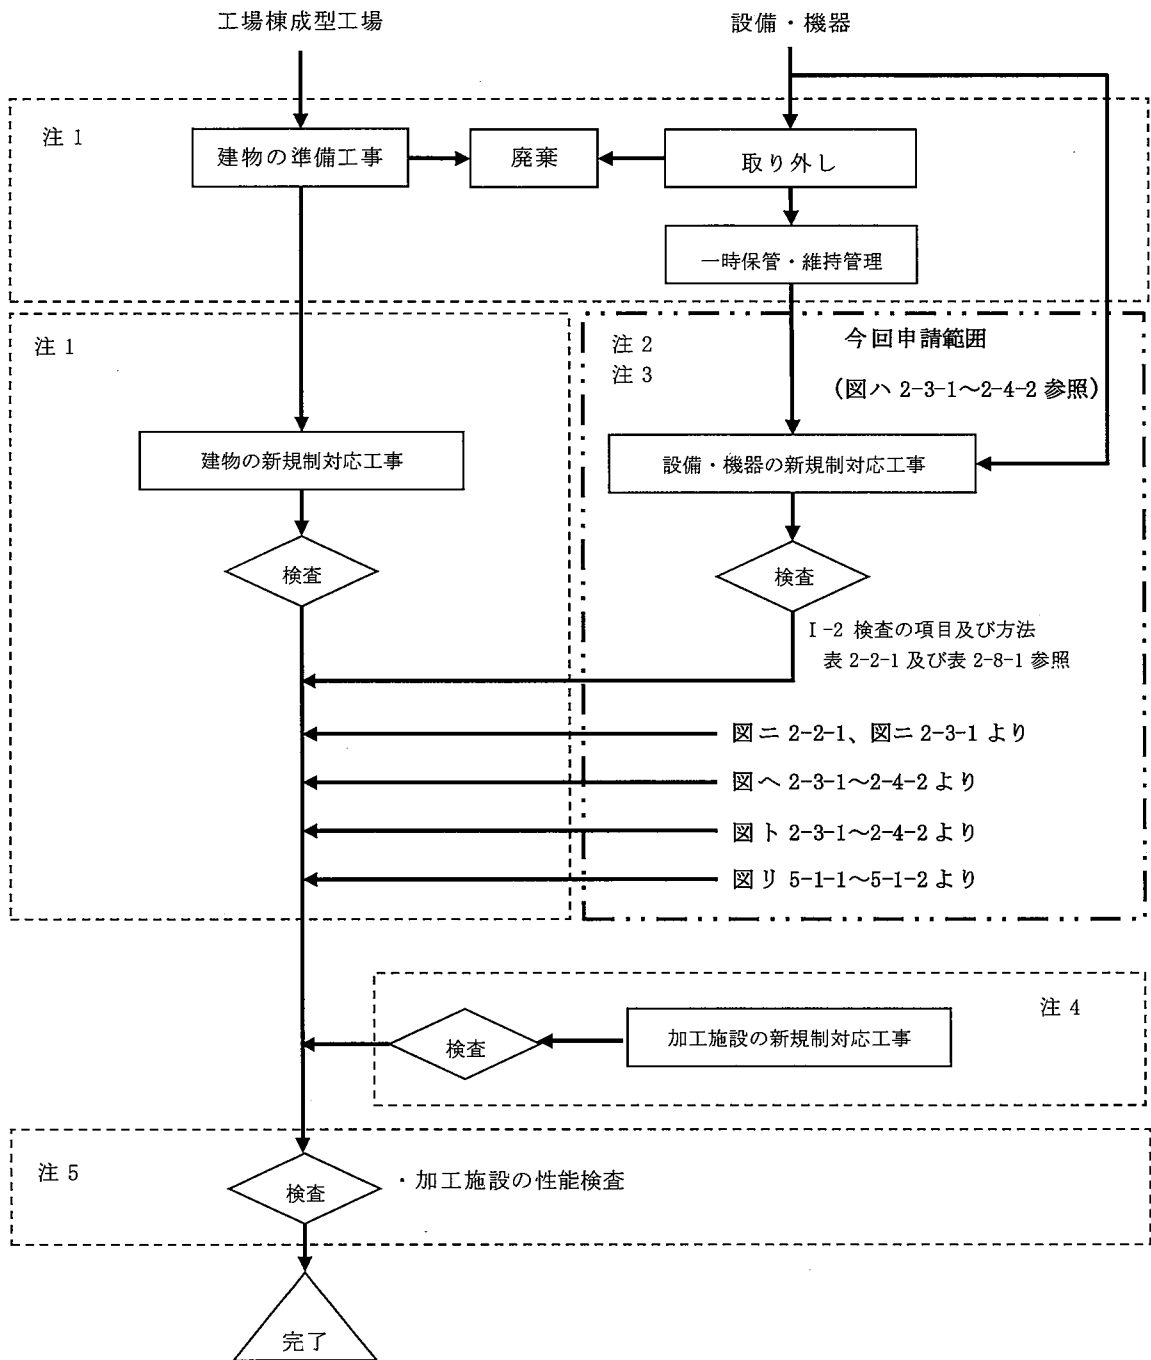 工場棟成型工場
設備・機器
注 1
建物の準備工事
廃棄
取り外し
一時保管・維持管理
注 1
注 2
注 3
今回申請範囲
(図ハ 2-3-1～2-4-2 参照)
建物の新規制対応工事
設備・機器の新規制対応工事
検査
検査
Ⅰ-2 検査の項目及び方法
表 2-2-1 及び表 2-8-1 参照
図ニ 2-2-1、図ニ 2-3-1 より
図ヘ 2-3-1～2-4-2 より
図ト 2-3-1～2-4-2 より
図リ 5-1-1～5-1-2 より
注 4
検査
加工施設の新規制対応工事
注 5
検査
・加工施設の性能検査
完了